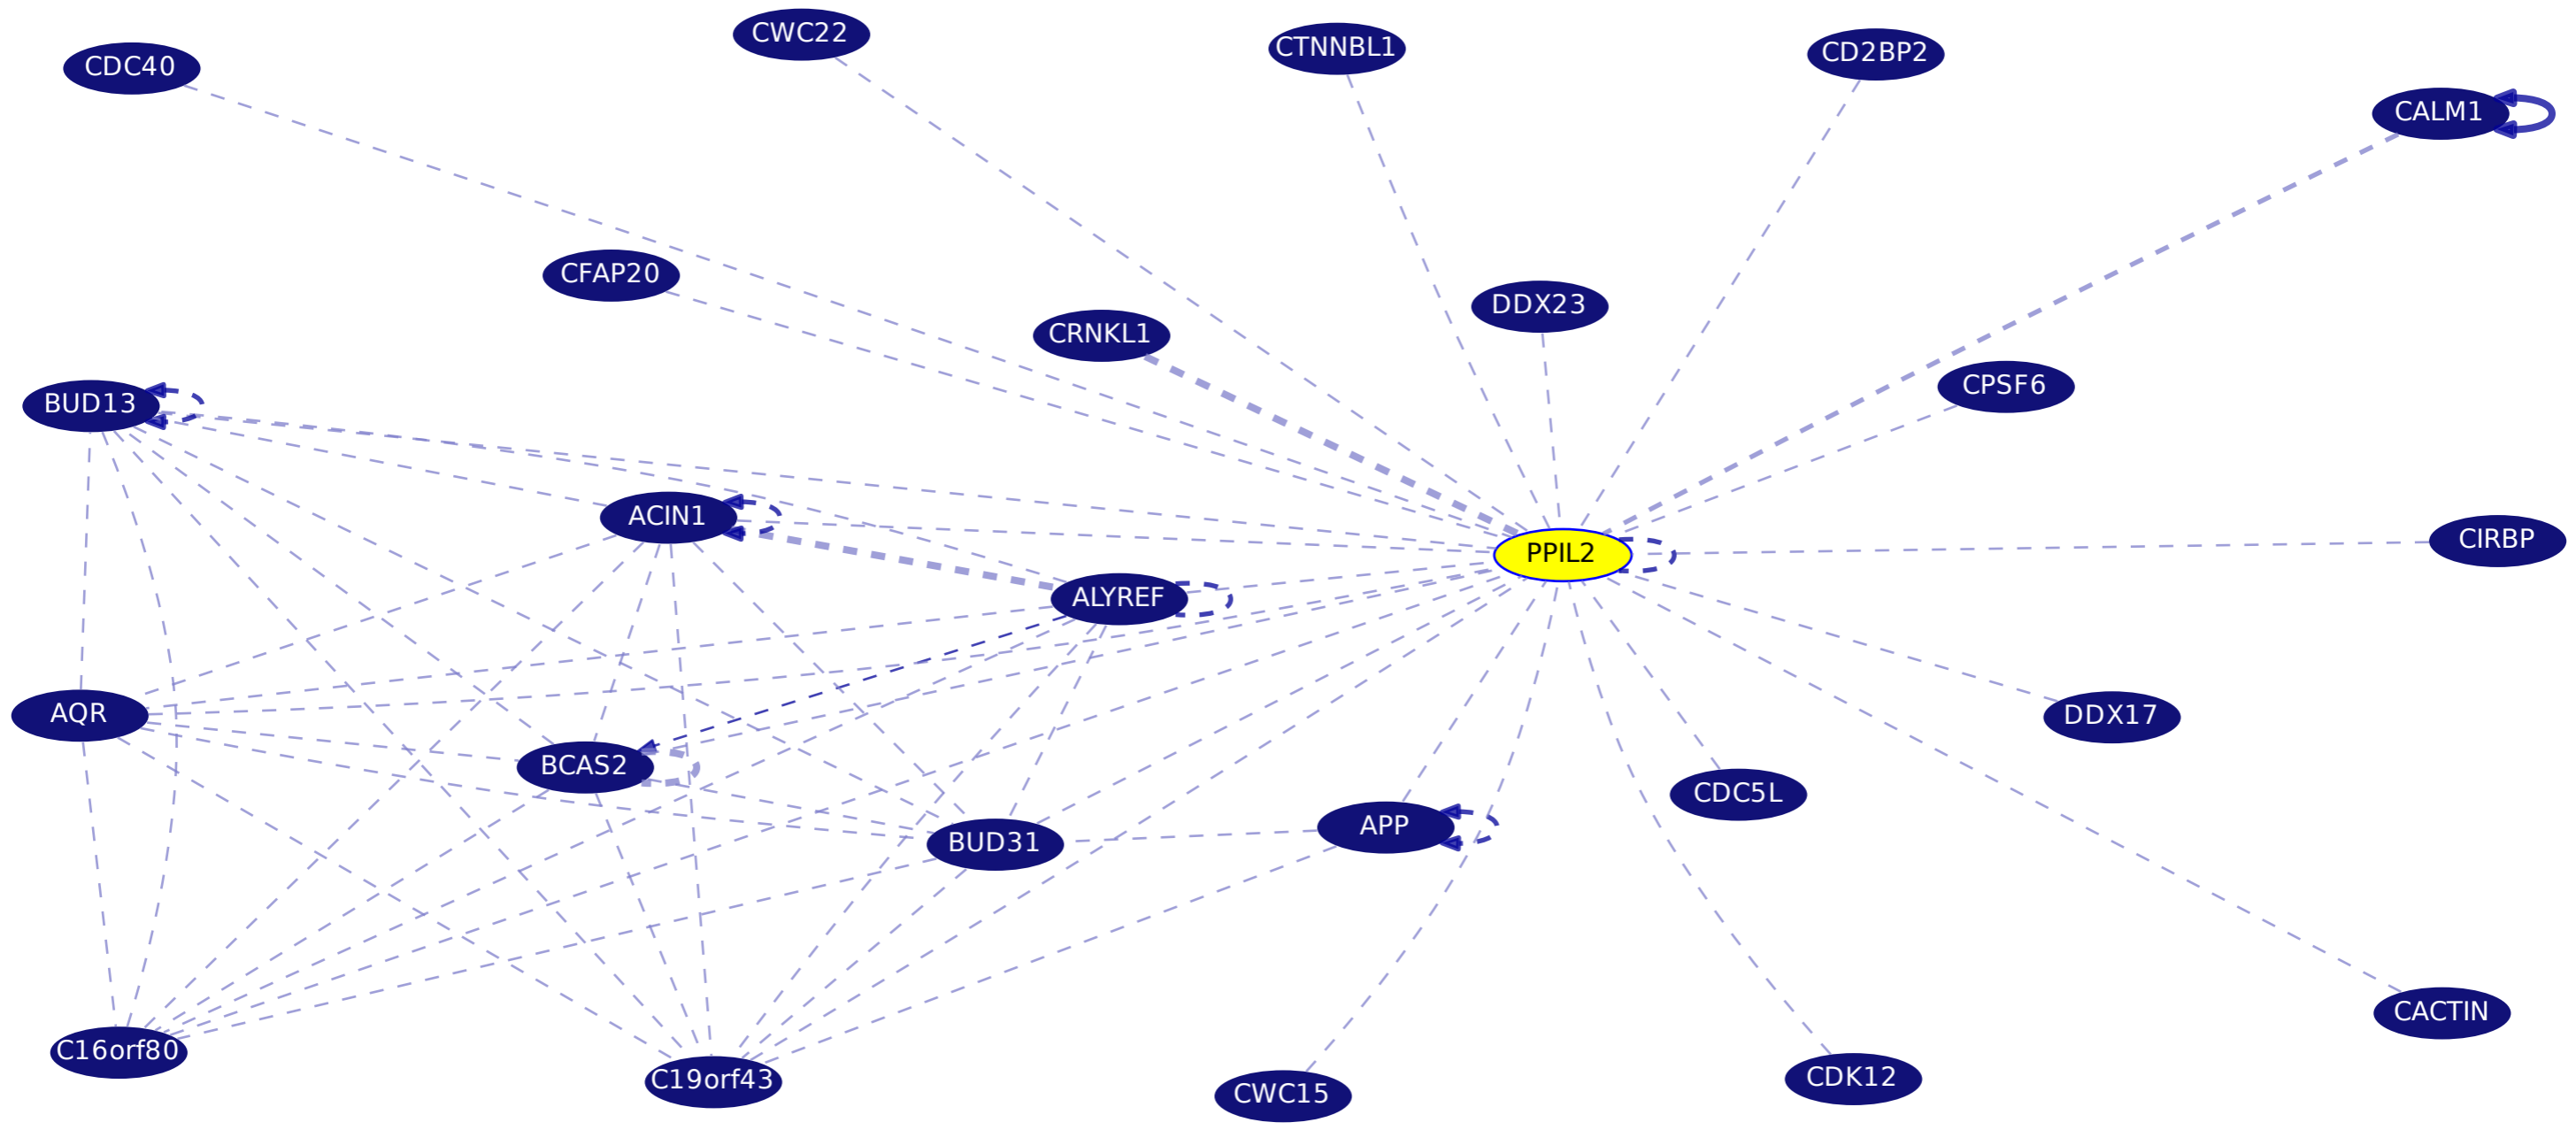 CWC22
CTNNBL1
CD2BP2
CDC40
CALM1
CFAP20
DDX23
CRNKL1
CPSF6
BUD13
ACIN1
CIRBP
PPIL2
ALYREF
AQR
DDX17
BCAS2
CDC5L
APP
BUD31
CACTIN
C16orf80
CDK12
C19orf43
CWC15